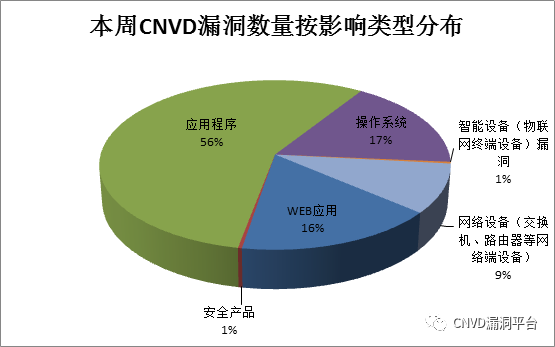 本周CNVD漏洞数量按影响类型分布
应用程序
56%
操作系统
17%
智能设备（物联
网终端设备）漏
洞
1%
网络设备（交换
机、路由器等网
络端设备）
9%
WEB应用
16%
安全产品
1%
CNVD漏洞平台